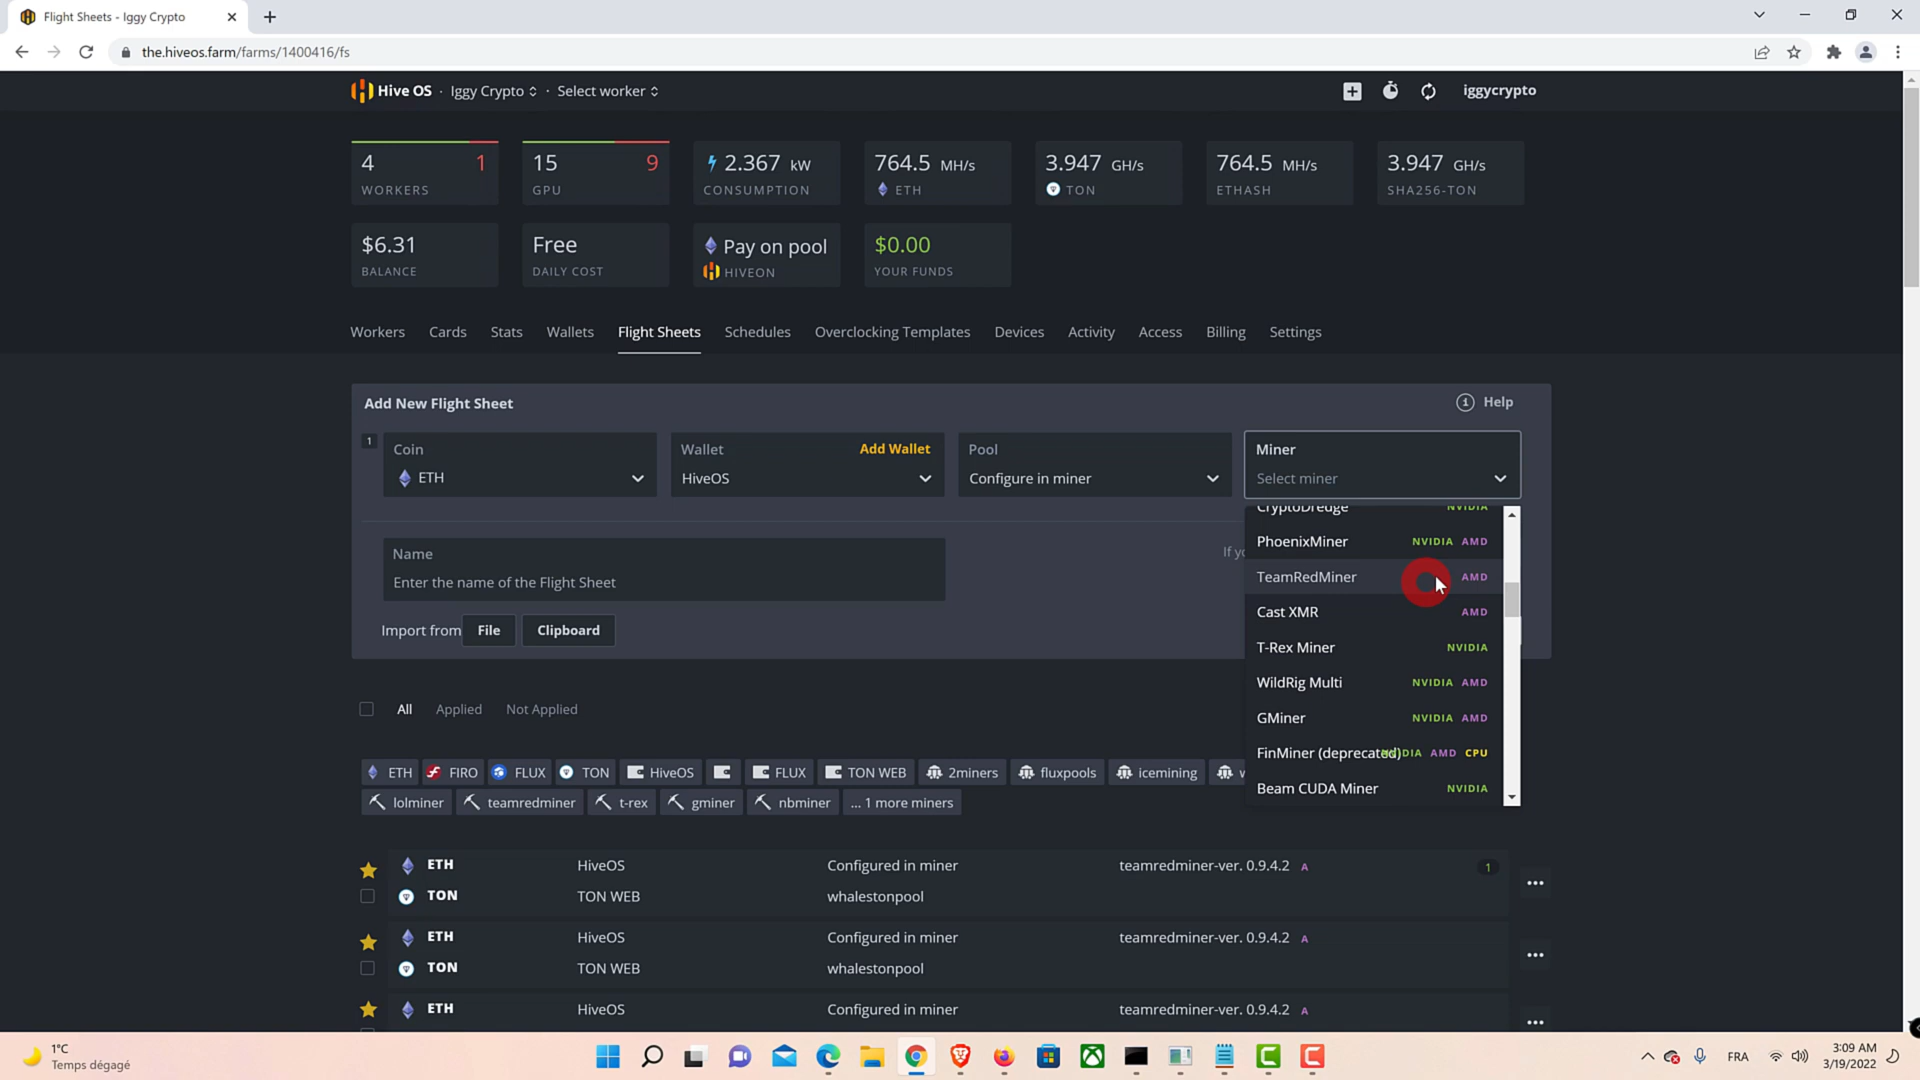 Flight Sheets - Iggy Crypto
the.hiveos.farm/farms/1400416/fs
Hive OS · Iggy Crypto · Select worker
iggycrypto
4 1
WORKERS
15 9
GPU
2.367 kW
CONSUMPTION
764.5 MH/s
ETH
3.947 GH/s
TON
764.5 MH/s
ETHASH
3.947 GH/s
SHA256-TON
$6.31
BALANCE
Free
DAILY COST
Pay on pool
HIVEON
$0.00
YOUR FUNDS
Workers Cards Stats Wallets Flight Sheets Schedules Overclocking Templates Devices Activity Access Billing Settings
Add New Flight Sheet
Help
1
Coin
ETH
Wallet Add Wallet
HiveOS
Pool
Configure in miner
Miner
Select miner
CryptoDredge NVIDIA
PhoenixMiner NVIDIA AMD
TeamRedMiner AMD
Cast XMR AMD
T-Rex Miner NVIDIA
WildRig Multi NVIDIA AMD
GMiner NVIDIA AMD
FinMiner (deprecated) NVIDIA AMD CPU
Beam CUDA Miner NVIDIA
Name
Enter the name of the Flight Sheet
If
Import from File Clipboard
All Applied Not Applied
ETH FIRO FLUX TON HiveOS FLUX TON WEB 2miners fluxpools icemining
lolminer teamredminer t-rex gminer nbminer ... 1 more miners
ETH HiveOS Configured in miner teamredminer-ver. 0.9.4.2 A 1
TON TON WEB whalestonpool
ETH HiveOS Configured in miner teamredminer-ver. 0.9.4.2 A
TON TON WEB whalestonpool
ETH HiveOS Configured in miner teamredminer-ver. 0.9.4.2 A
1°C
Temps dégagé
FRA
3:09 AM
3/19/2022